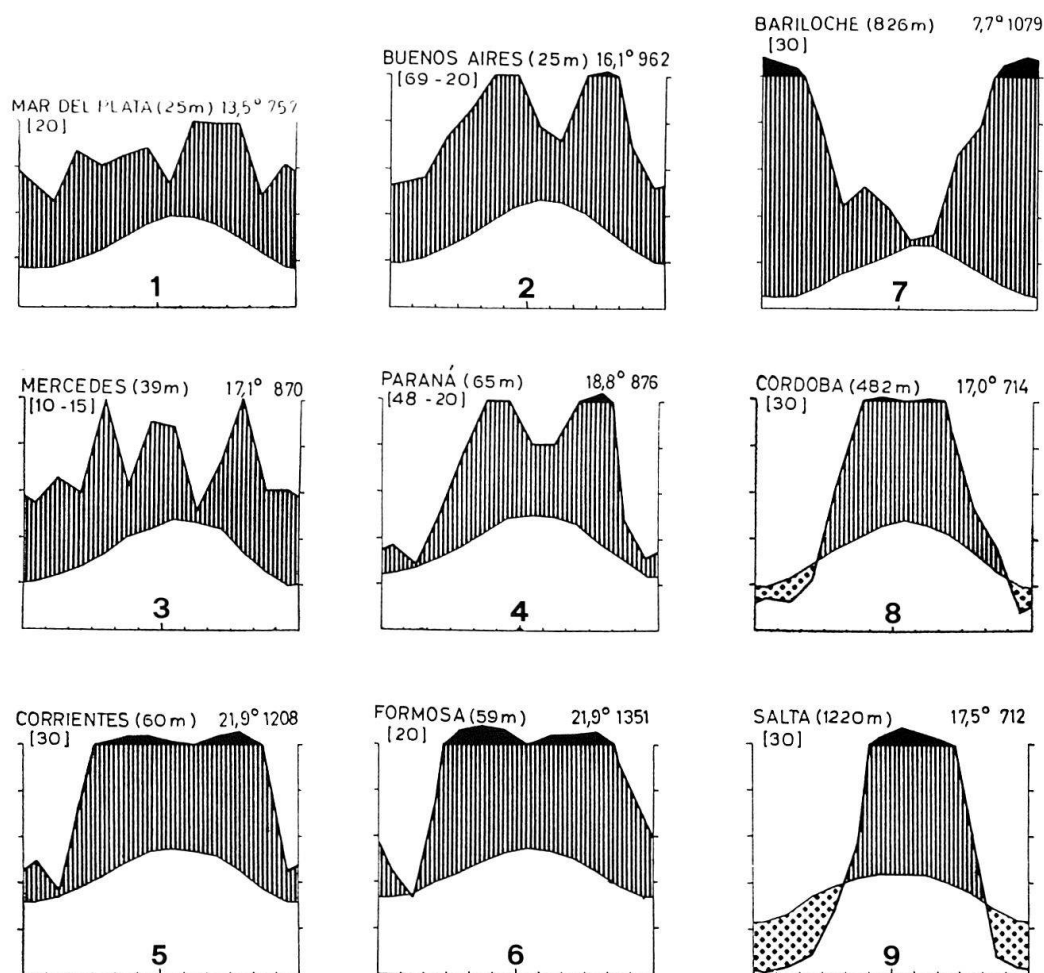 MAR DEL PLATA (25m) 13,5° 757
[20]
1
BUENOS AIRES (25m) 16,1° 962
[69-20]
2
BARILOCHE (826m) 7,7° 1079
[30]
7
MERCEDES (39m) 17,1° 870
[10-15]
3
PARANÁ (65m) 18,8° 876
[48-20]
4
CORDOBA (482m) 17,0° 714
[30]
8
CORRIENTES (60m) 21,9° 1208
[30]
5
FORMOSA (59m) 21,9° 1351
[20]
6
SALTA (1220m) 17,5° 712
[30]
9